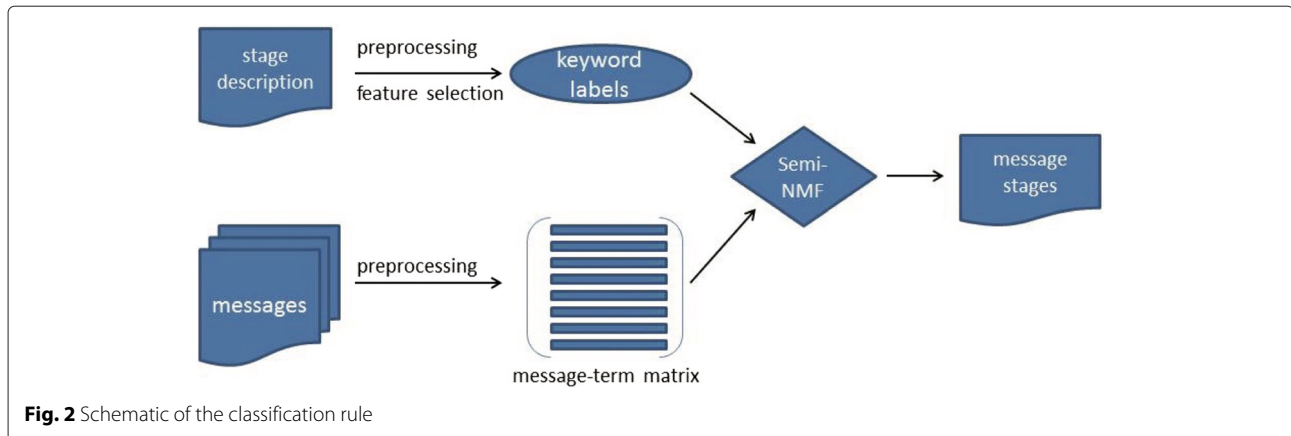 stage
description
preprocessing
feature selection
keyword
labels
Semi-
NMF
message
stages
messages
preprocessing
message-term matrix
Fig. 2 Schematic of the classification rule